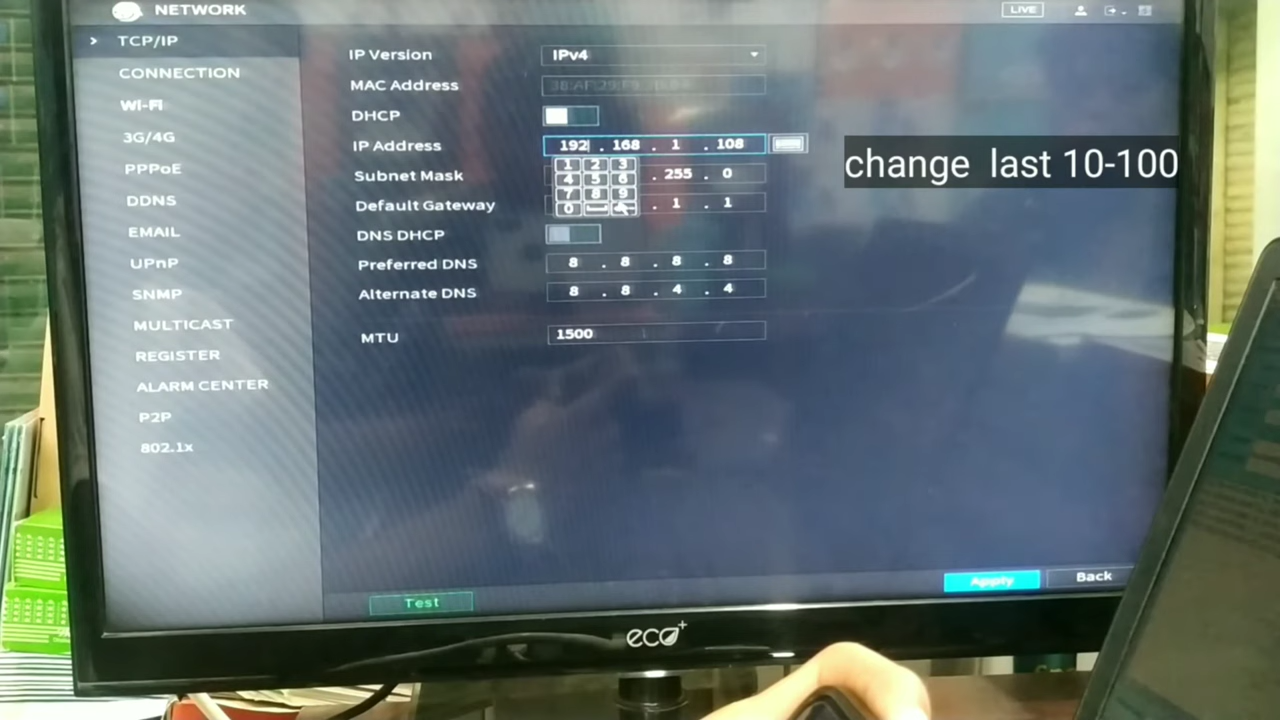 NETWORK
LIVE
TCP/IP
CONNECTION
Wi-Fi
3G/4G
PPPoE
DDNS
EMAIL
UPnP
SNMP
MULTICAST
REGISTER
ALARM CENTER
P2P
802.1x
IP Version IPv4
MAC Address
DHCP
IP Address 192 . 168 . 1 . 108
1 2 3
4 5 6
7 8 9
0
Subnet Mask . 255 . 0
Default Gateway . 1 . 1
DNS DHCP
Preferred DNS 8 . 8 . 8 . 8
Alternate DNS 8 . 8 . 4 . 4
MTU 1500
change last 10-100
Test
Apply
Back
eco+